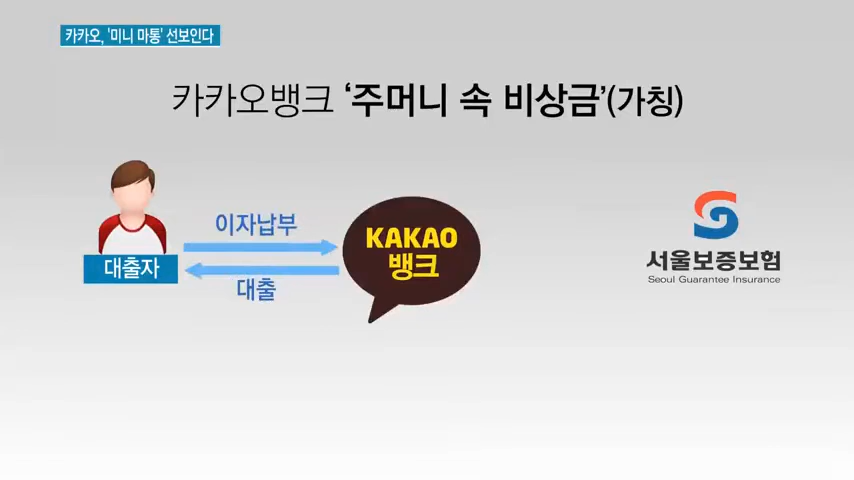 카카오, '미니 마통' 선보인다
카카오뱅크 '주머니 속 비상금'(가칭)
이자납부
대출자
대출
KAKAO
뱅크
서울보증보험
Seoul Guarantee Insurance